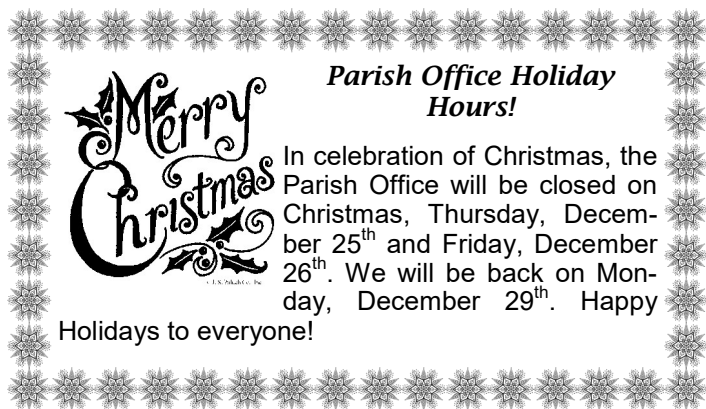 Merry
Christmas
Parish Office Holiday
Hours!
In celebration of Christmas, the
Parish Office will be closed on
Christmas, Thursday, Decem-
ber 25th and Friday, December
26th. We will be back on Mon-
day, December 29th. Happy
Holidays to everyone!